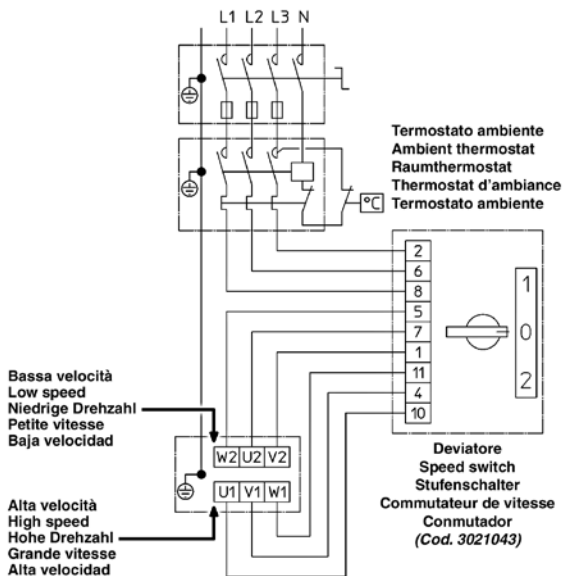 L1 L2 L3 N
Termostato ambiente
Ambient thermostat
Raumthermostat
Thermostat d'ambiance
Termostato ambiente
°C
2
6
8
5
7
1
11
4
10
1
0
2
Bassa velocità
Low speed
Niedrige Drehzahl
Petite vitesse
Baja velocidad
W2 U2 V2
U1 V1 W1
Alta velocità
High speed
Hohe Drehzahl
Grande vitesse
Alta velocidad
Deviatore
Speed switch
Stufenschalter
Commutateur de vitesse
Conmutador
(Cod. 3021043)